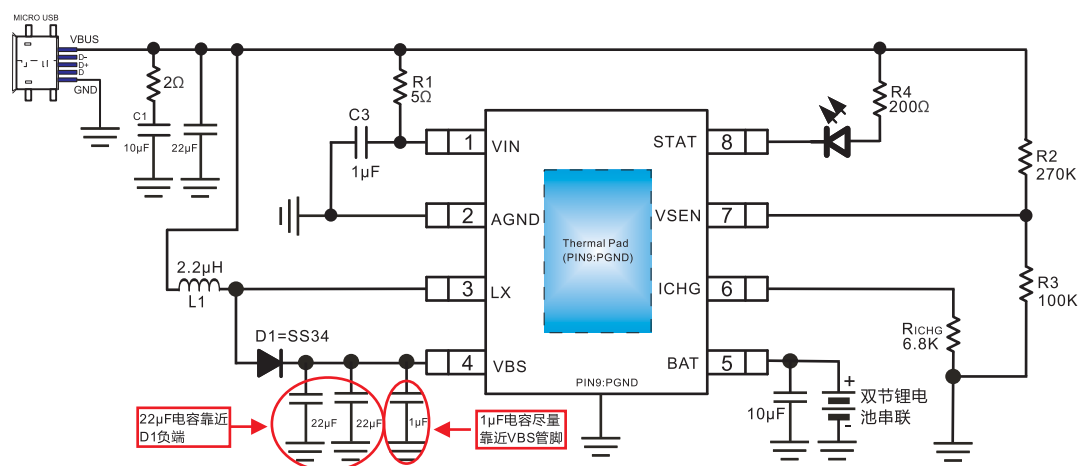 MICRO USB
VBUS
D-
D+
D
GND
2Ω
C1
10μF
22μF
R1
5Ω
C3
1μF
R4
200Ω
1
VIN
STAT
8
R2
270K
2
AGND
VSEN
7
Thermal Pad
(PIN9:PGND)
2.2μH
L1
3
LX
ICHG
6
R3
100K
RICHG
6.8K
D1=SS34
4
VBS
BAT
5
PIN9:PGND
+
-
双节锂电
池串联
10μF
22μF
22μF
1μF
22μF电容靠近
D1负端
1μF电容尽量
靠近VBS管脚